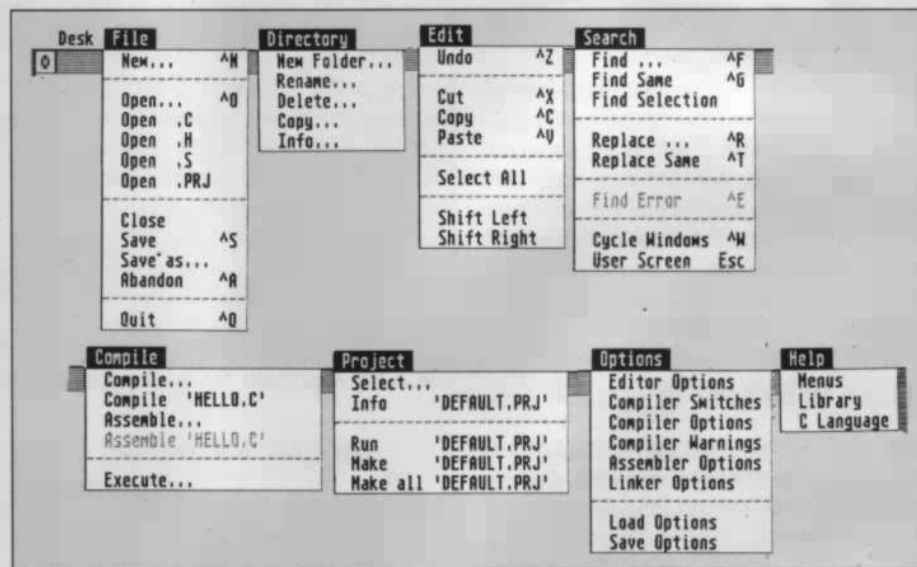 Desk File
New... ^N
Open... ^O
Open .C
Open .H
Open .S
Open .PRJ
Close
Save ^S
Save as...
Abandon ^A
Quit ^Q
Directory
New Folder...
Rename...
Delete...
Copy...
Info...
Edit
Undo ^Z
Cut ^X
Copy ^C
Paste ^V
Select All
Shift Left
Shift Right
Search
Find ... ^F
Find Same ^G
Find Selection
Replace ... ^R
Replace Same ^T
Find Error ^E
Cycle Windows ^W
User Screen Esc
Compile
Compile...
Compile 'HELLO.C'
Assemble...
Assemble 'HELLO.C'
Execute...
Project
Select...
Info 'DEFAULT.PRJ'
Run 'DEFAULT.PRJ'
Make 'DEFAULT.PRJ'
Make all 'DEFAULT.PRJ'
Options
Editor Options
Compiler Switches
Compiler Options
Compiler Warnings
Assembler Options
Linker Options
Load Options
Save Options
Help
Menus
Library
C Language